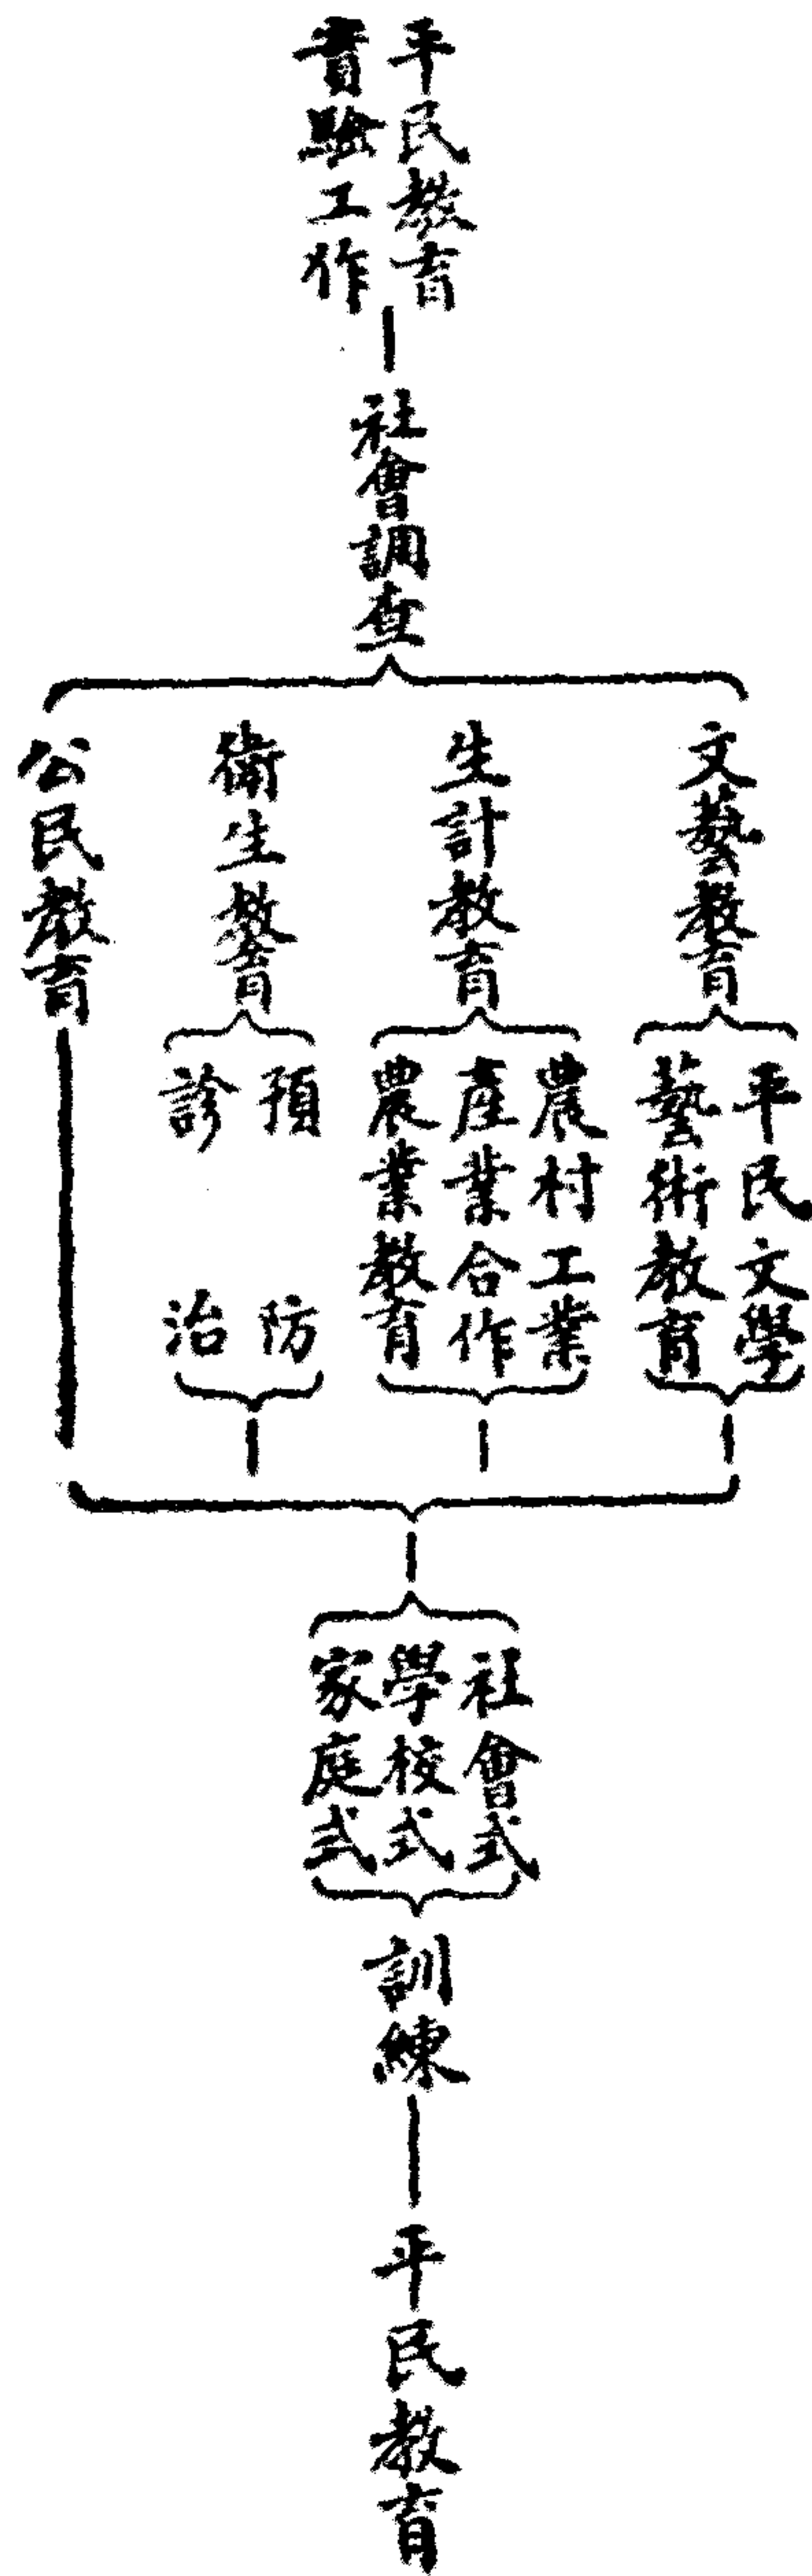 平民教育
實驗工作
社會調查
文藝教育
生計教育
衛生教育
公民教育
平民文學
藝術教育
農村工業
產業合作
農業教育
預防
診治
社會式
學校式
家庭式
訓練
平民教育